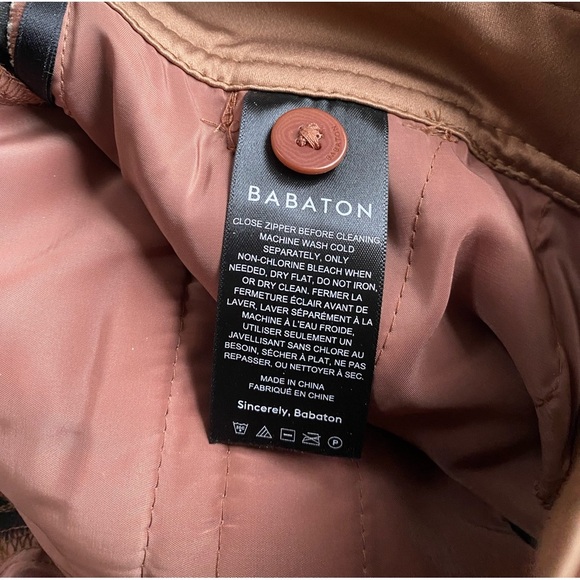 BABATON
CLOSE ZIPPER BEFORE CLEANING
MACHINE WASH COLD
SEPARATELY, ONLY
NON-CHLORINE BLEACH WHEN
NEEDED, DRY FLAT, DO NOT IRON,
OR DRY CLEAN. FERMER LA
FERMETURE ÉCLAIR AVANT DE
LAVER, LAVER SÉPARÉMENT À LA
MACHINE À L'EAU FROIDE,
UTILISER SEULEMENT UN
JAVELLISANT SANS CHLORE AU
BESOIN, SÉCHER À PLAT, NE PAS
REPASSER, OU NETTOYER À SEC.
MADE IN CHINA
FABRIQUÉ EN CHINE
Sincerely, Babaton
P